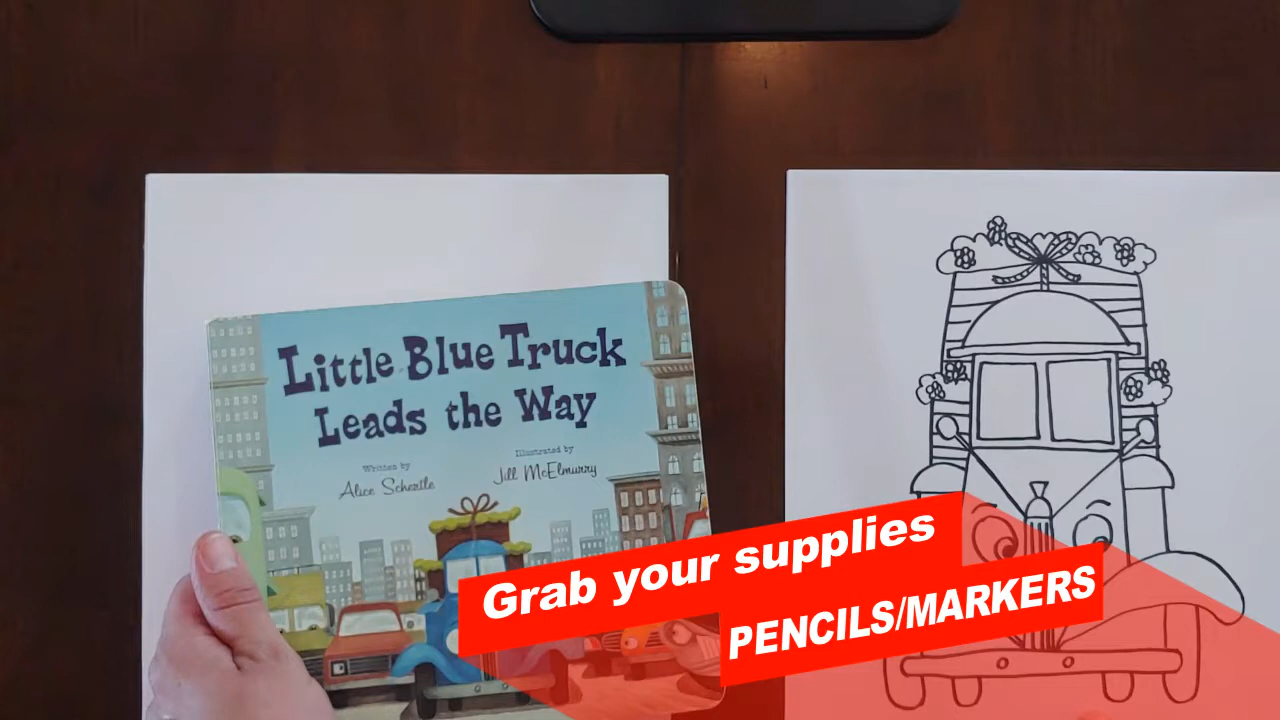 Little Blue Truck
Leads the Way
Written by
Alice Schertle
Illustrated by
Jill McElmurry
Grab your supplies
PENCILS/MARKERS